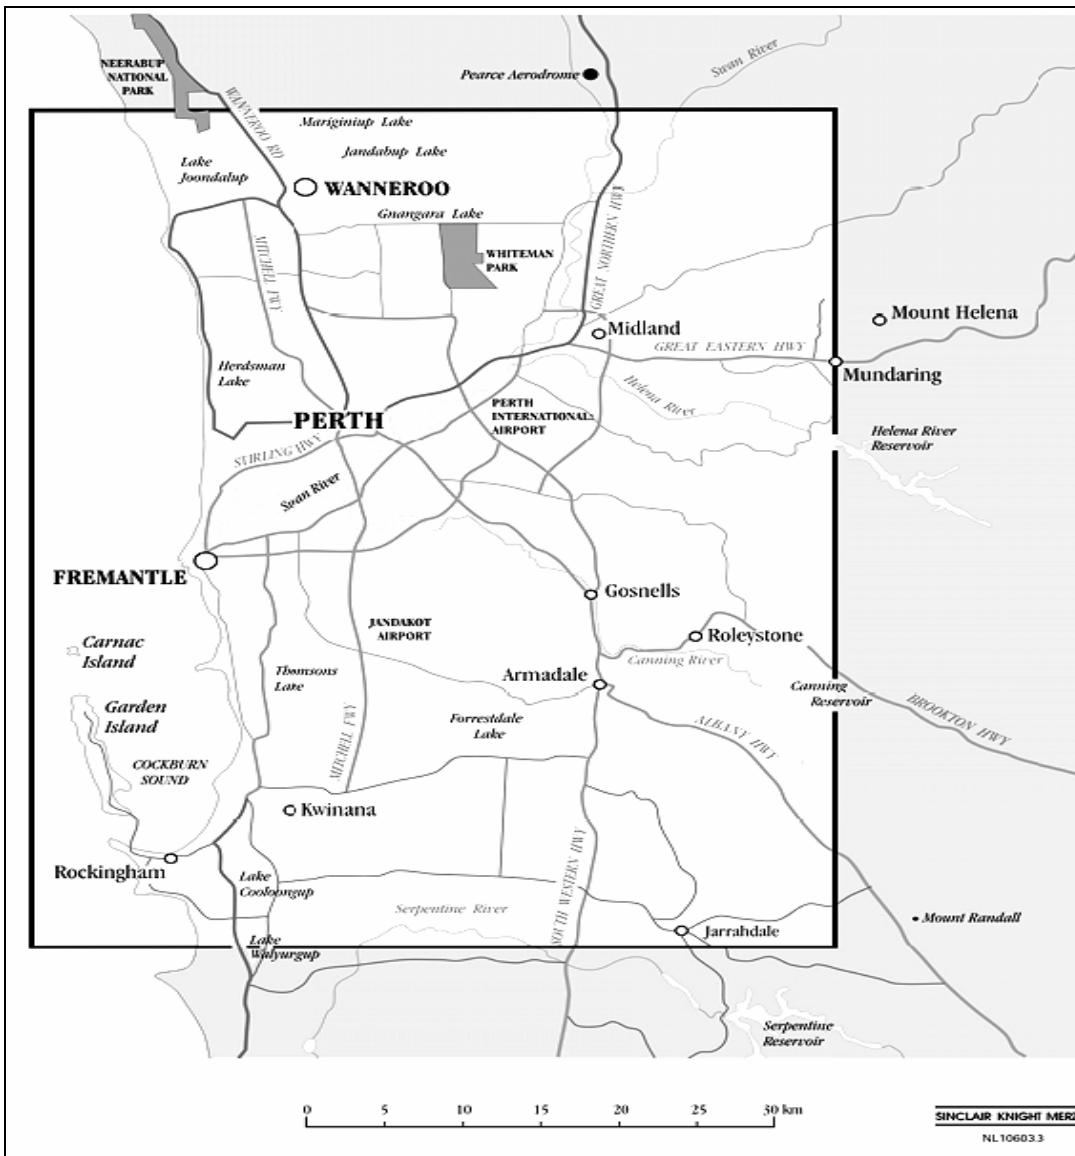 NEERABUP
NATIONAL
PARK
WANNEROO RD
Pearce Aerodrome
Swan River
Mariginiup Lake
Jandabup Lake
Lake
Joondalup
WANNEROO
Gnangara Lake
MITCHELL FWY
WHITEMAN
PARK
GREAT NORTHERN HWY
Midland
GREAT EASTERN HWY
Mount Helena
Mundaring
Herdsman
Lake
Helena River
PERTH
PERTH
INTERNATIONAL
AIRPORT
Helena River
Reservoir
STIRLING HWY
Swan River
FREMANTLE
Gosnells
JANDAKOT
AIRPORT
Roleystone
Canning River
Carnac
Island
Thomsons
Lake
Armadale
Canning
Reservoir
Garden
Island
Forrestdale
Lake
ALBANY HWY
BROOKTON HWY
MITCHELL FWY
COCKBURN
SOUND
Kwinana
Rockingham
SOUTH WESTERN HWY
Lake
Cooloongup
Serpentine River
Mount Randall
Jarrahdale
Lake
Walyurgup
Serpentine
Reservoir
0 5 10 15 20 25 30 km
SINCLAIR KNIGHT MERZ
NL10603.3